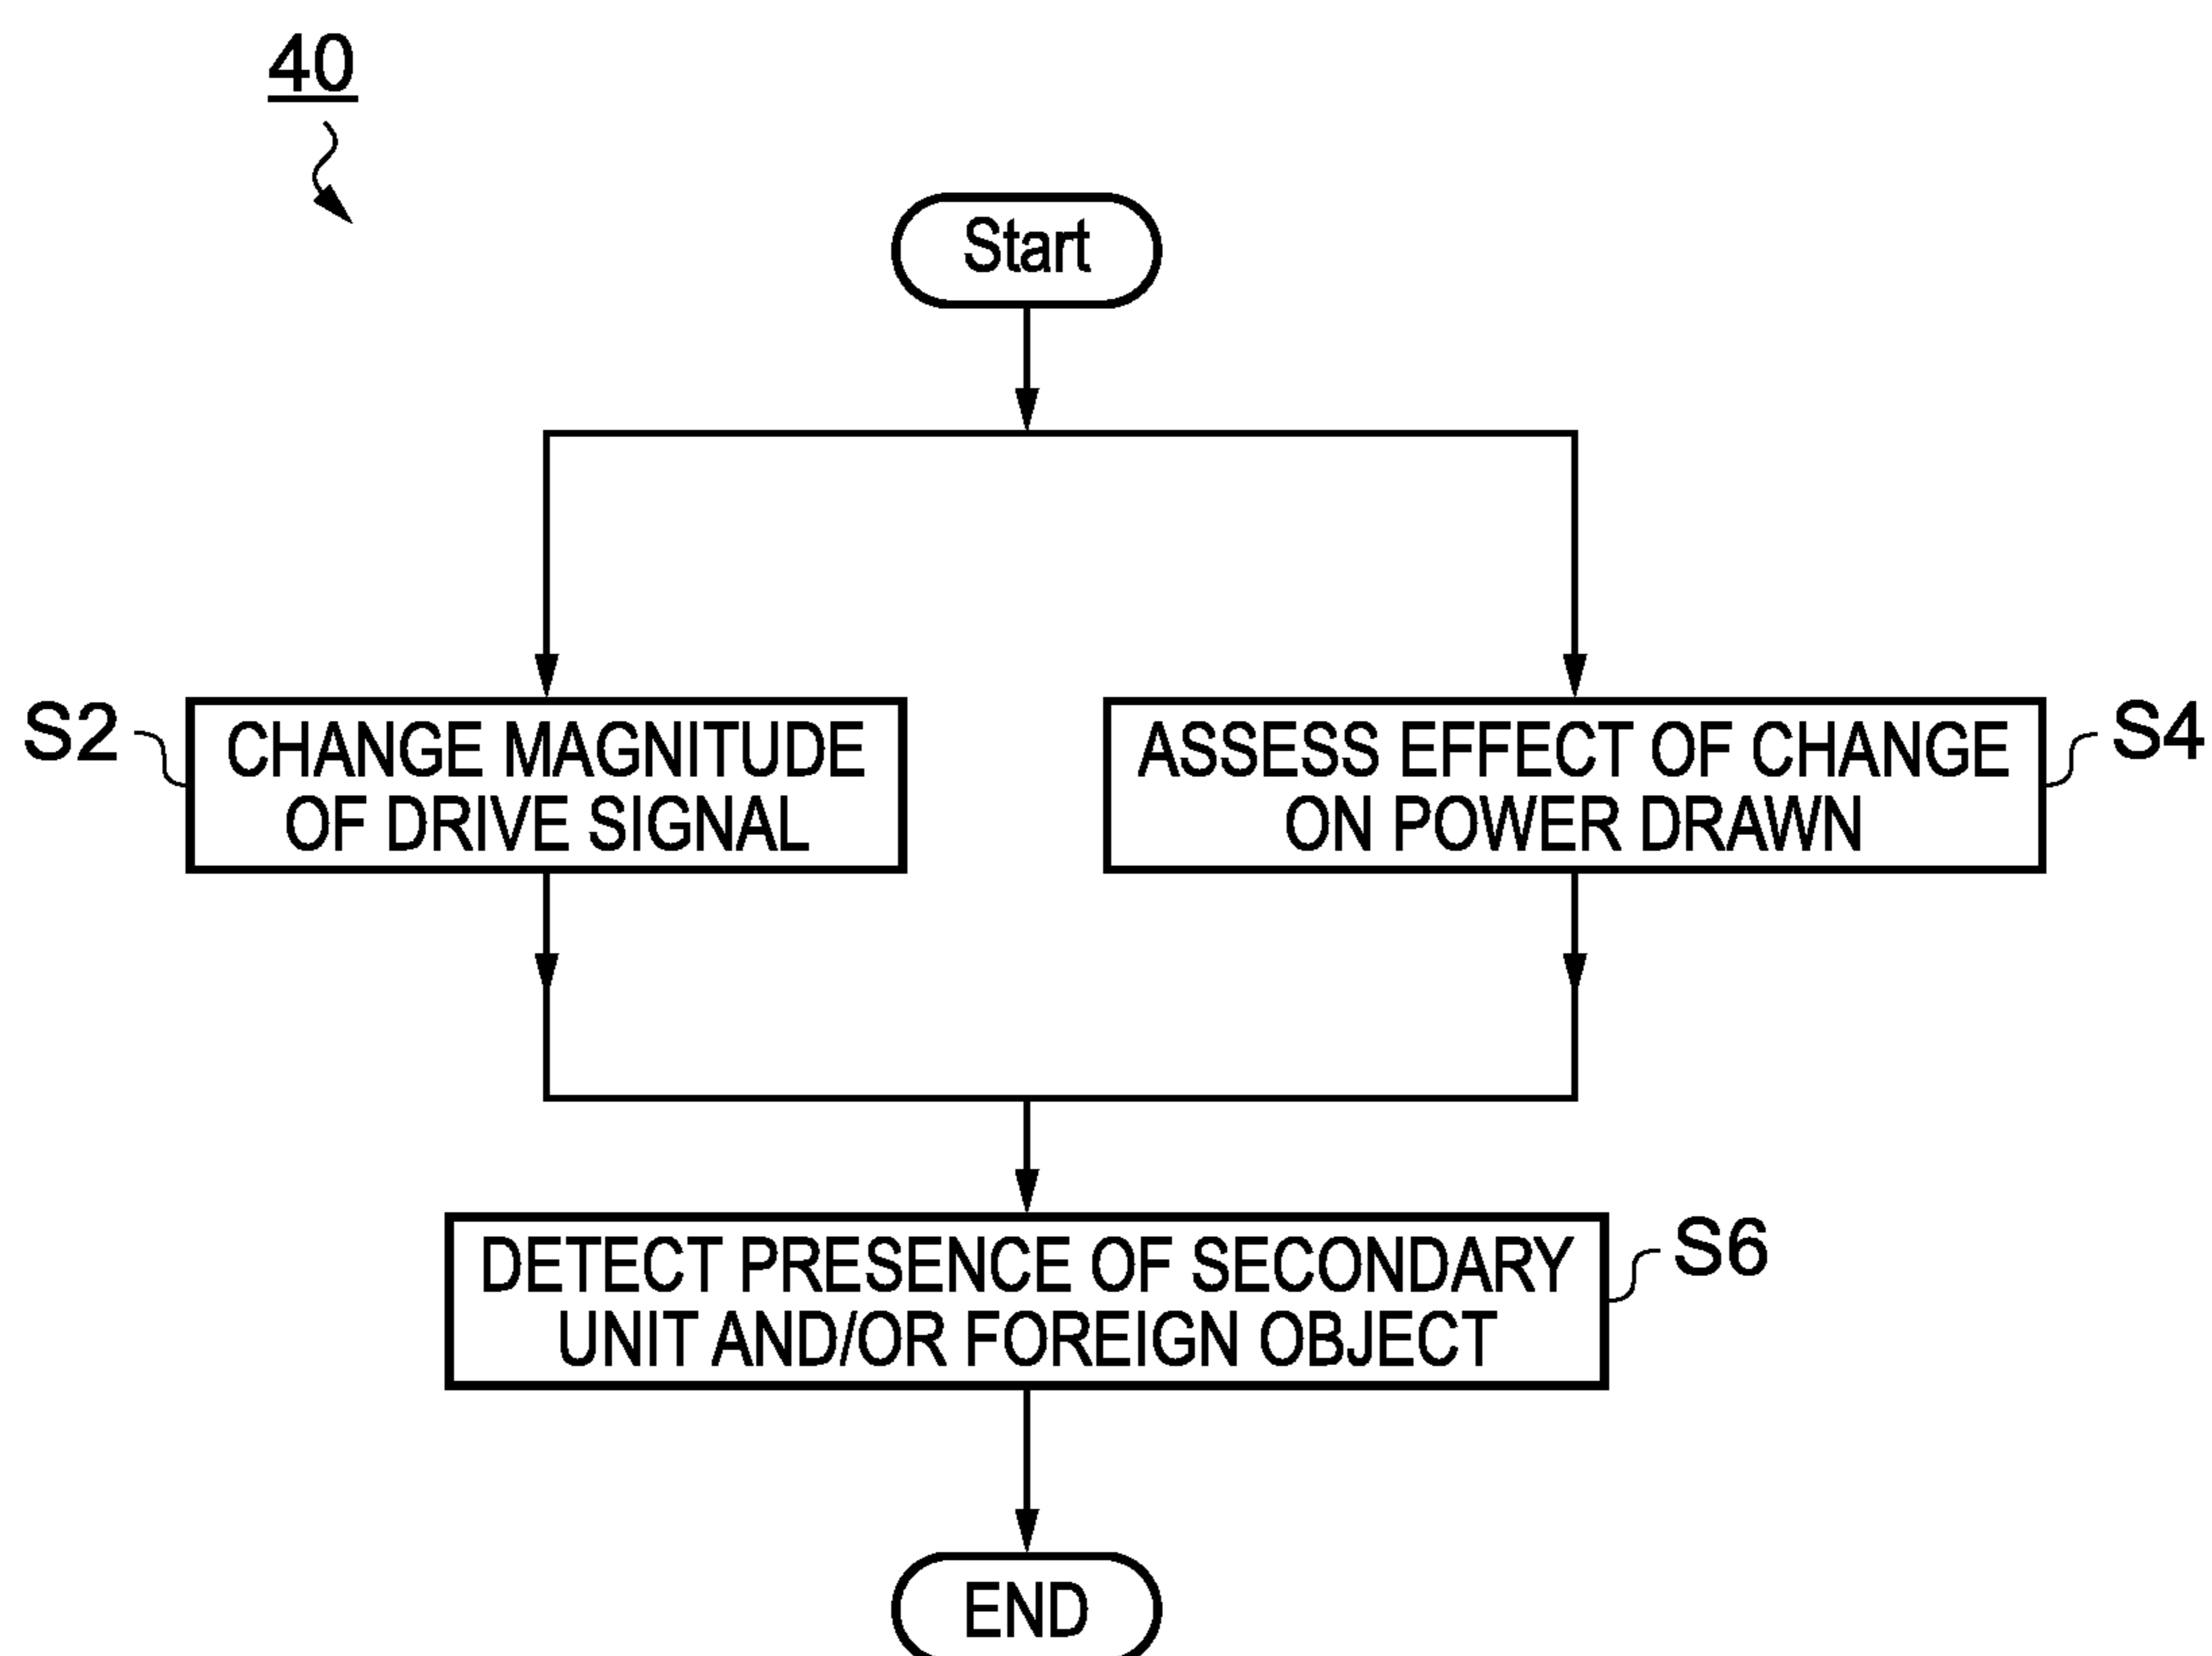 40
Start
S2
CHANGE MAGNITUDE
OF DRIVE SIGNAL
ASSESS EFFECT OF CHANGE
ON POWER DRAWN
S4
DETECT PRESENCE OF SECONDARY
UNIT AND/OR FOREIGN OBJECT
S6
END